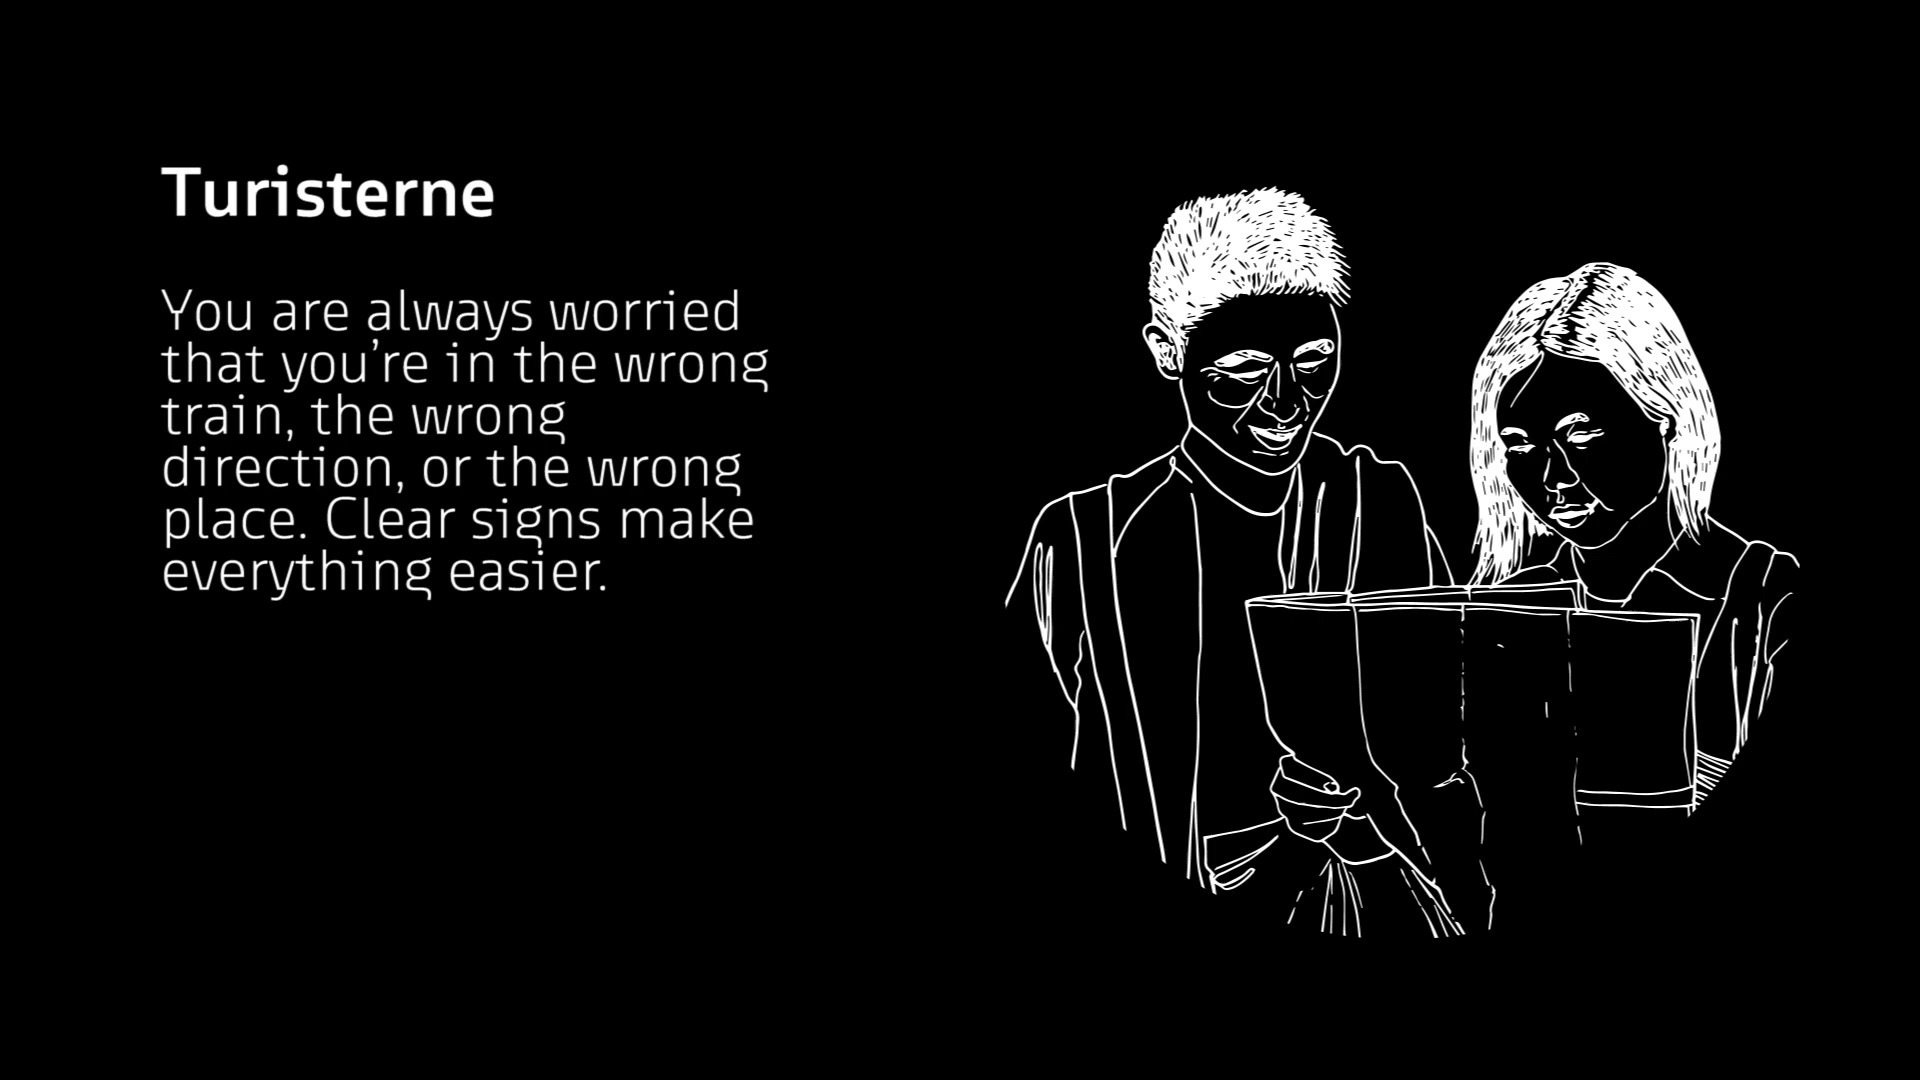 Turisterne
You are always worried
that you're in the wrong
train, the wrong
direction, or the wrong
place. Clear signs make
everything easier.